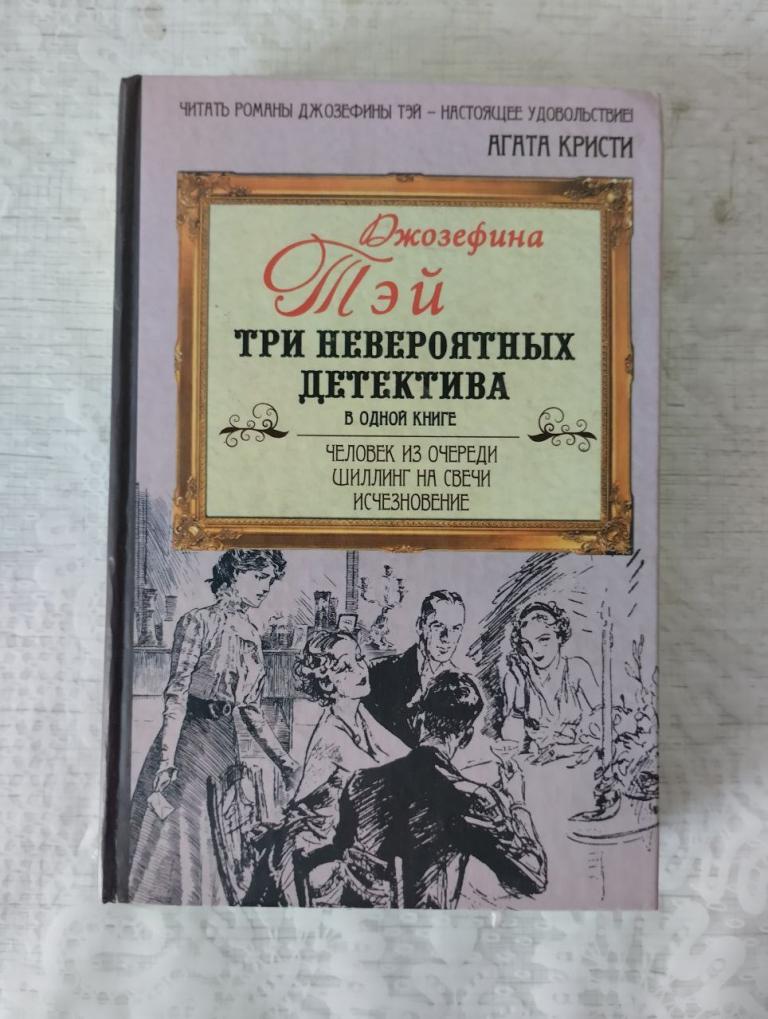 ЧИТАТЬ РОМАНЫ ДЖОЗЕФИНЫ ТЭЙ – НАСТОЯЩЕЕ УДОВОЛЬСТВИЕ!
АГАТА КРИСТИ
Джозефина
Тэй
ТРИ НЕВЕРОЯТНЫХ
ДЕТЕКТИВА
В ОДНОЙ КНИГЕ
ЧЕЛОВЕК ИЗ ОЧЕРЕДИ
ШИЛЛИНГ НА СВЕЧИ
ИСЧЕЗНОВЕНИЕ